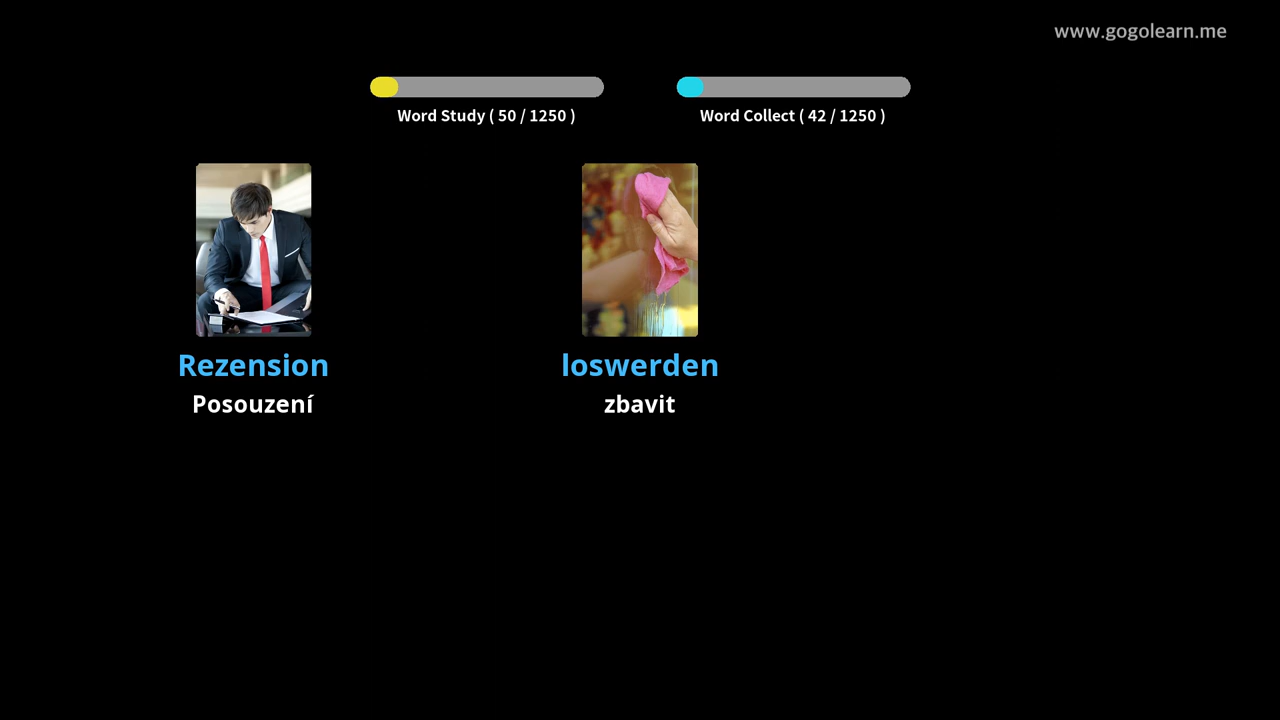 www.gogolearn.me
Word Study ( 50 / 1250 )
Word Collect ( 42 / 1250 )
Rezension
Posouzení
loswerden
zbavit